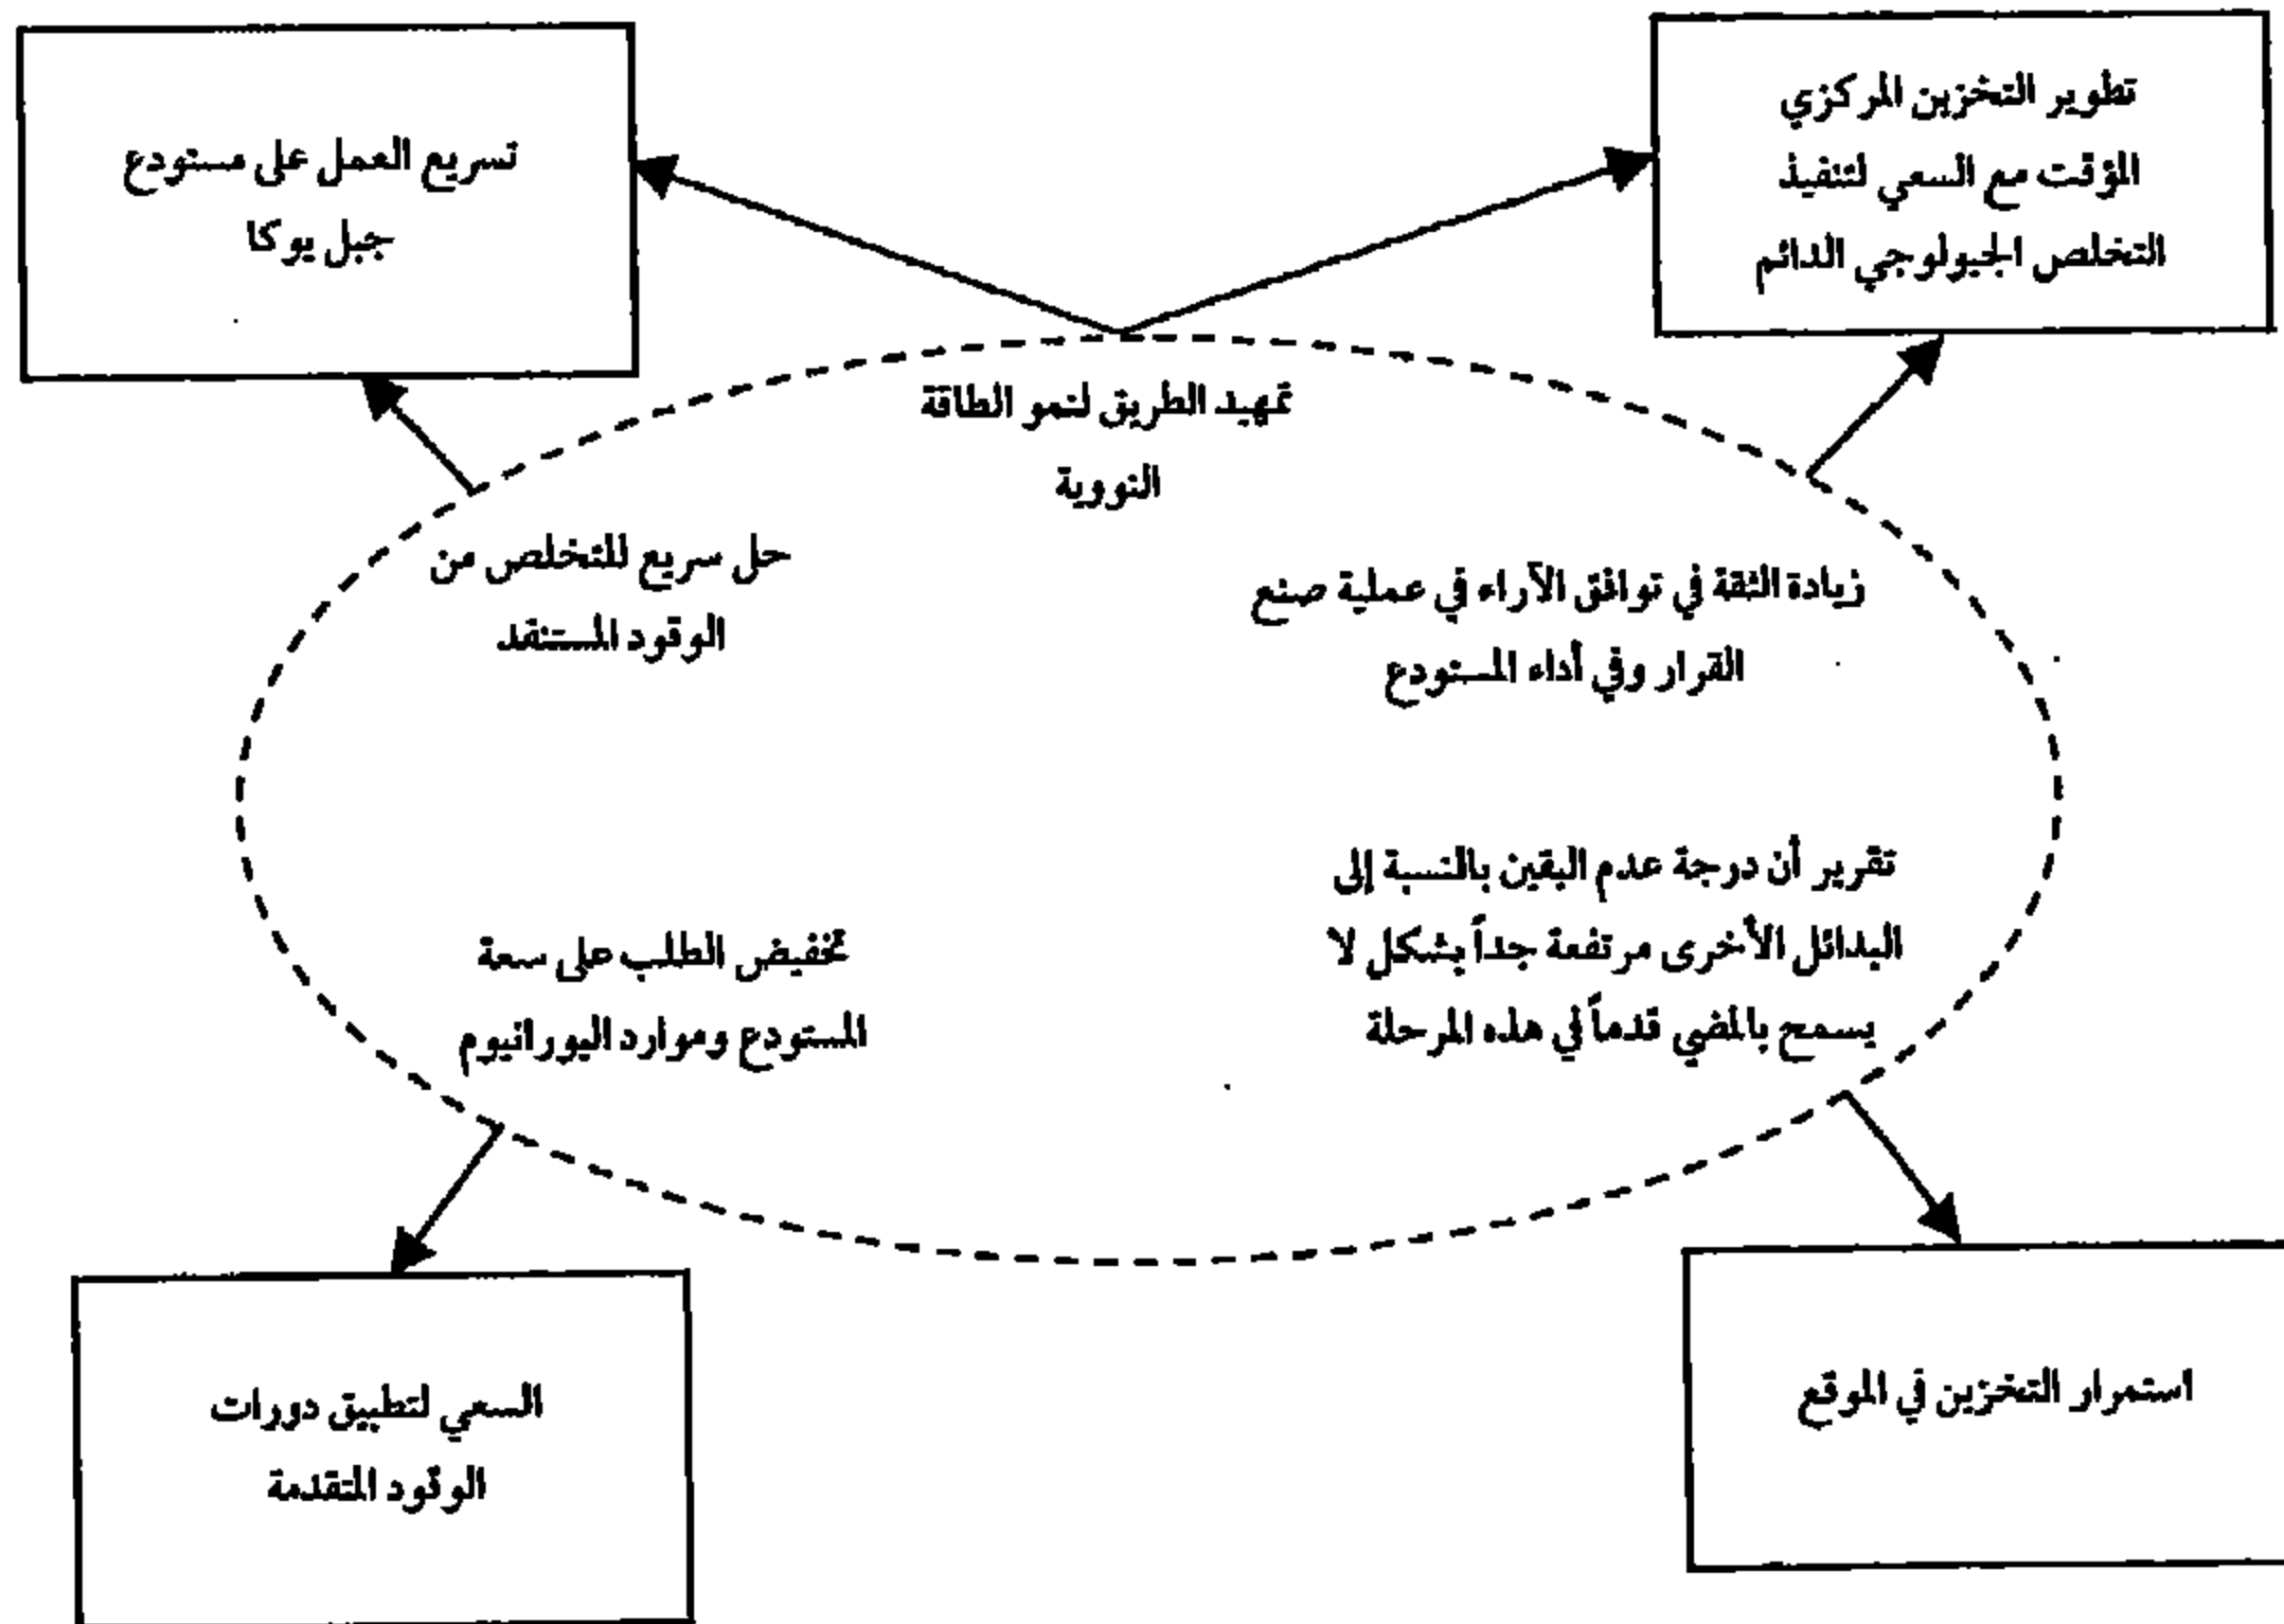 تطوير التخزين المركزي
المؤقت مع السعي لتنفيذ
التخلص الجيولوجي الدائم
تسريع العمل على مستودع
جبل يوكا
تمهيد الطريق لنمو الطاقة
النووية
زيادة الثقة في توافق الآراء في عملية صنع
القرار وفي أداء المستودع
حل سريع للتخلص من
الوقود المستنفد
تقرير أن درجة عدم اليقين بالنسبة إلى
البدائل الأخرى مرتفعة جداً بشكل لا
يسمح بالمضي قدماً في هذه المرحلة
تخفيض الطلب على سعة
المستودع وموارد اليورانيوم
استمرار التخزين في الموقع
السعي لتطبيق دورات
الوقود المتقدمة